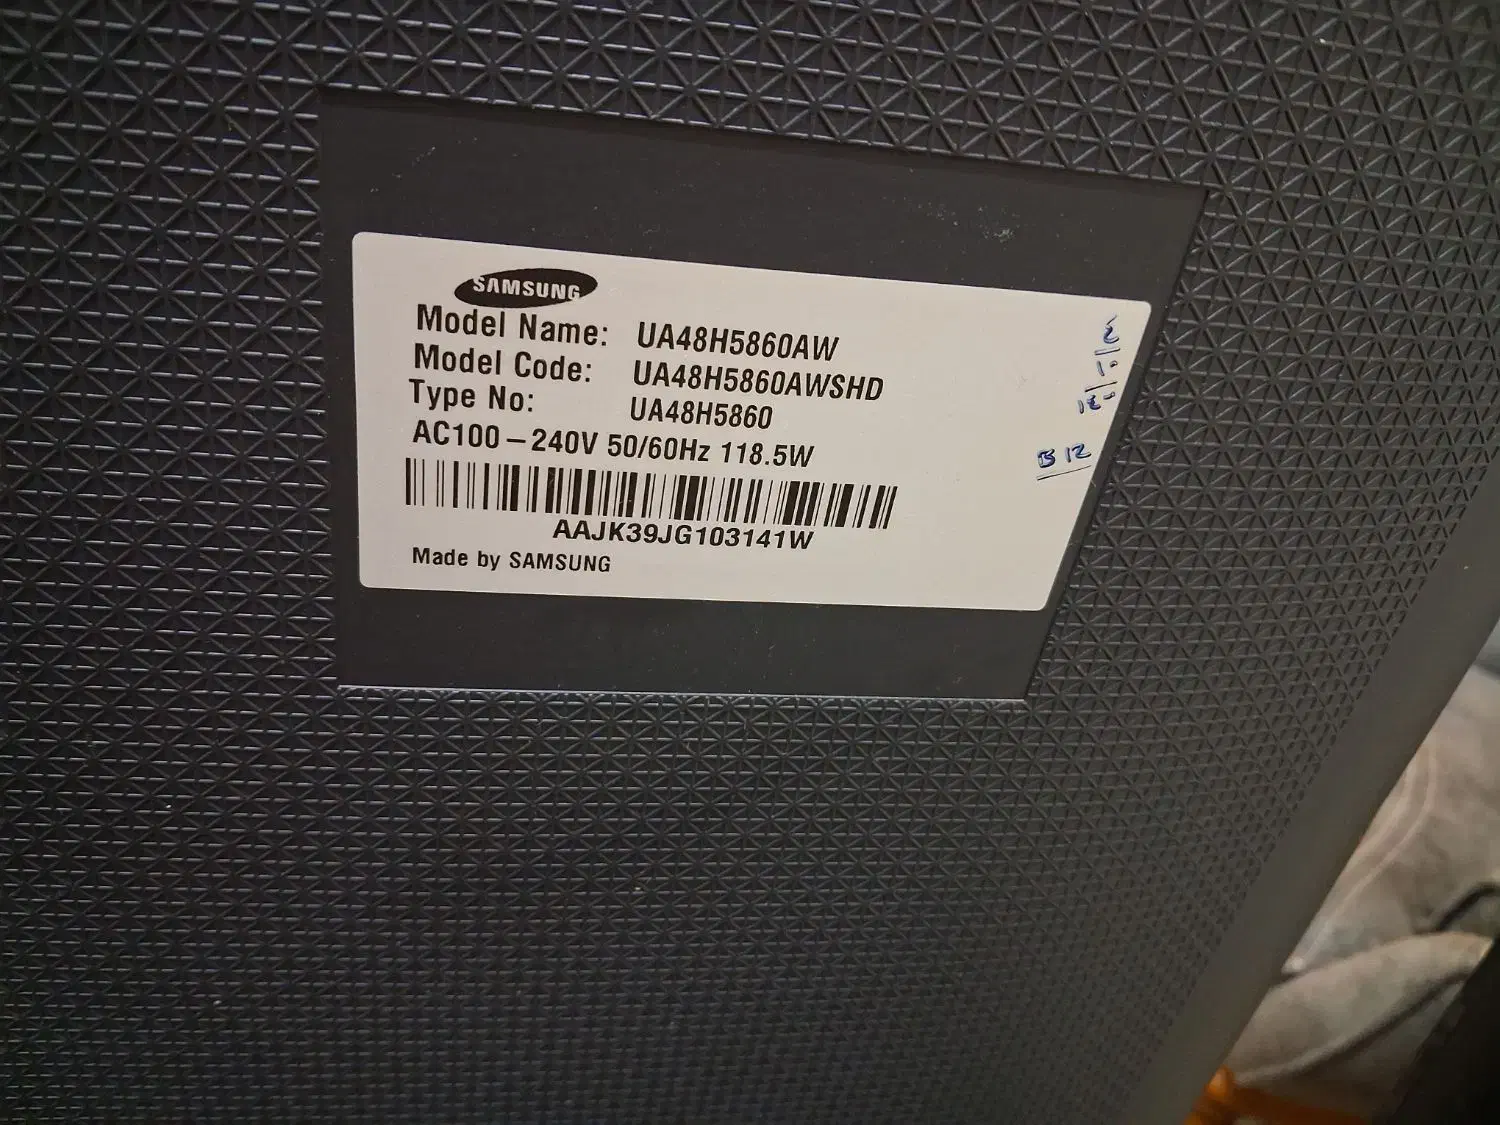 SAMSUNG
Model Name: UA48H5860AW
Model Code: UA48H5860AWSHD
Type No: UA48H5860
AC100-240V 50/60Hz 118.5W
AAJK39JG103141W
Made by SAMSUNG
B 12